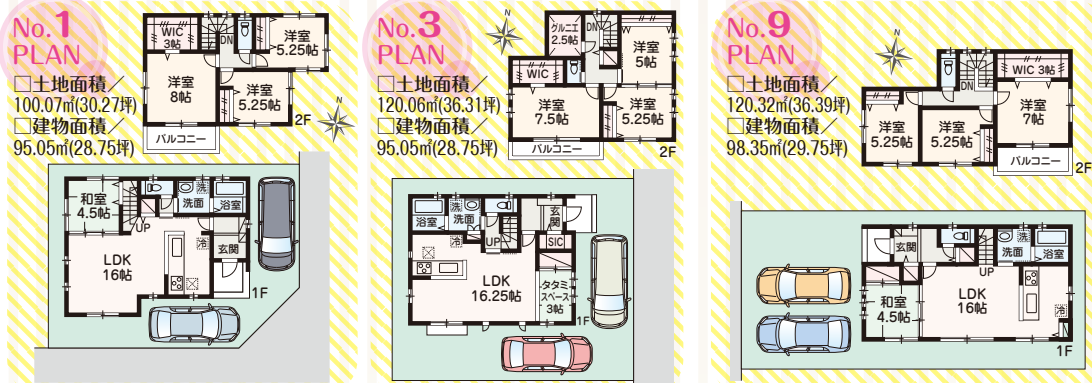 No.1
PLAN
□土地面積／
100.07㎡(30.27坪)
□建物面積／
95.05㎡(28.75坪)
WIC
3帖
DN
洋室
5.25帖
洋室
8帖
洋室
5.25帖
バルコニー
2F
N
和室
4.5帖
UP
洗
洗面
浴室
冷
玄関
LDK
16帖
1F
No.3
PLAN
□土地面積／
120.06㎡(36.31坪)
□建物面積／
95.05㎡(28.75坪)
N
グルニエ
2.5帖
DN
洋室
5帖
WIC
洋室
7.5帖
洋室
5.25帖
バルコニー
2F
浴室
洗
洗面
玄関
UP
SIC
冷
LDK
16.25帖
タタミ
スペース
3帖
1F
No.9
PLAN
□土地面積／
120.32㎡(36.39坪)
□建物面積／
98.35㎡(29.75坪)
N
DN
WIC 3帖
洋室
5.25帖
洋室
5.25帖
洋室
7帖
バルコニー
2F
玄関
洗
洗面
浴室
UP
和室
4.5帖
LDK
16帖
冷
1F